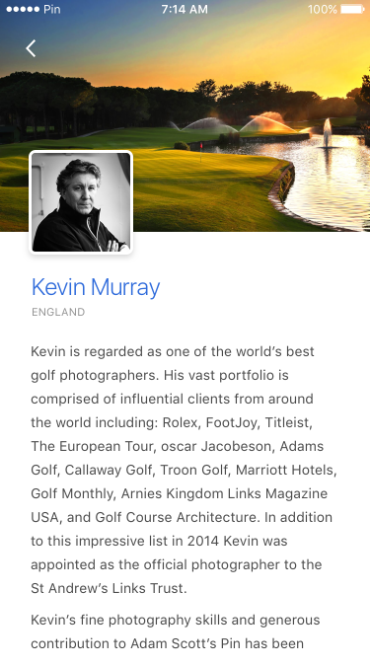 Pin 7:14 AM 100%
Kevin Murray
ENGLAND
Kevin is regarded as one of the world's best
golf photographers. His vast portfolio is
comprised of influential clients from around
the world including: Rolex, FootJoy, Titleist,
The European Tour, oscar Jacobeson, Adams
Golf, Callaway Golf, Troon Golf, Marriott Hotels,
Golf Monthly, Arnies Kingdom Links Magazine
USA, and Golf Course Architecture. In addition
to this impressive list in 2014 Kevin was
appointed as the official photographer to the
St Andrew's Links Trust.
Kevin's fine photography skills and generous
contribution to Adam Scott's Pin has been